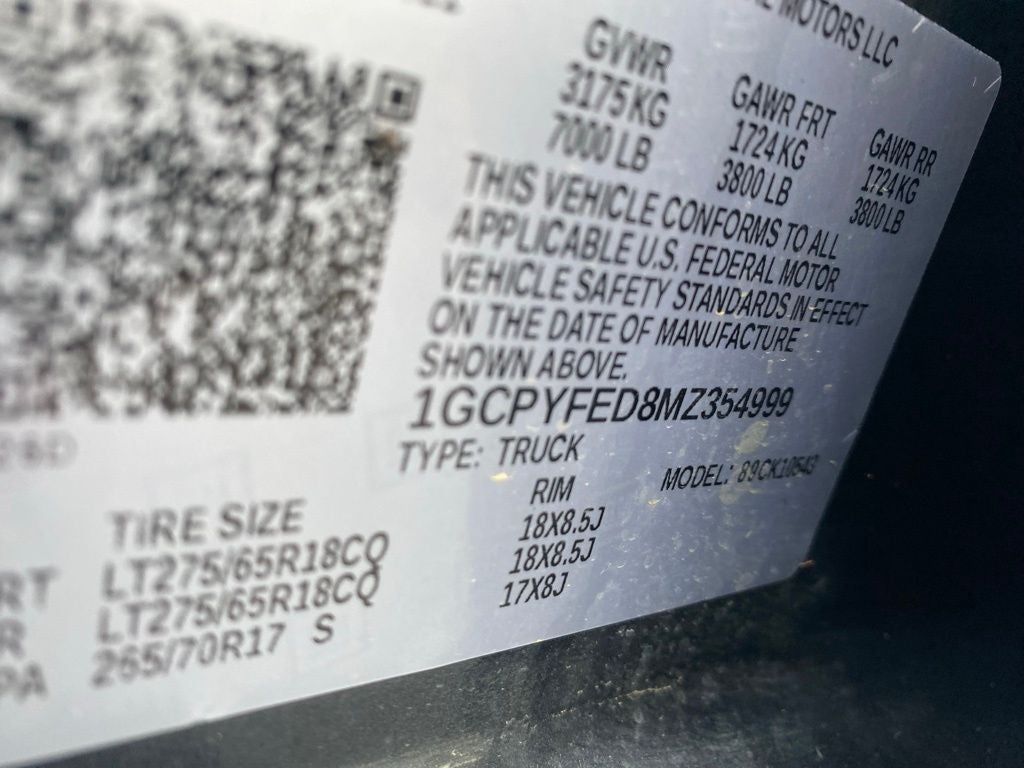 MOTORS LLC
GVWR GAWR FRT GAWR RR
3175 KG 1724 KG 1724 KG
7000 LB 3800 LB 3800 LB
THIS VEHICLE CONFORMS TO ALL
APPLICABLE U.S. FEDERAL MOTOR
VEHICLE SAFETY STANDARDS IN EFFECT
ON THE DATE OF MANUFACTURE
SHOWN ABOVE.
1GCPYFED8MZ354999
TYPE: TRUCK MODEL: 89CK10543
TIRE SIZE RIM
RT LT275/65R18CQ 18X8.5J
R LT275/65R18CQ 18X8.5J
PA 265/70R17 S 17X8J